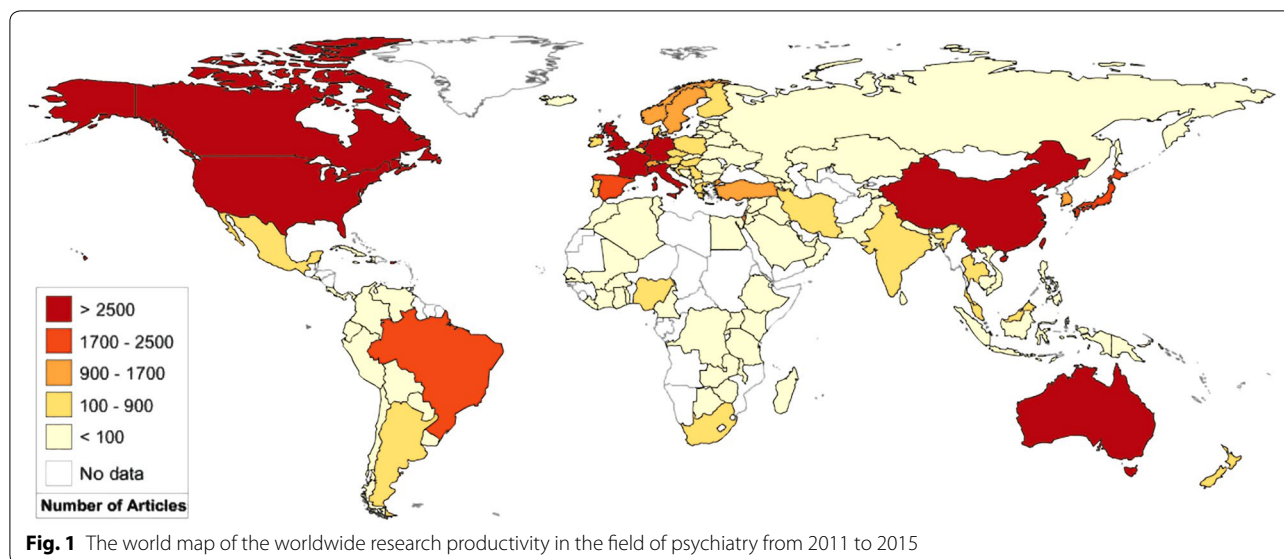 > 2500
1700 - 2500
900 - 1700
100 - 900
< 100
No data
Number of Articles
Fig. 1 The world map of the worldwide research productivity in the field of psychiatry from 2011 to 2015